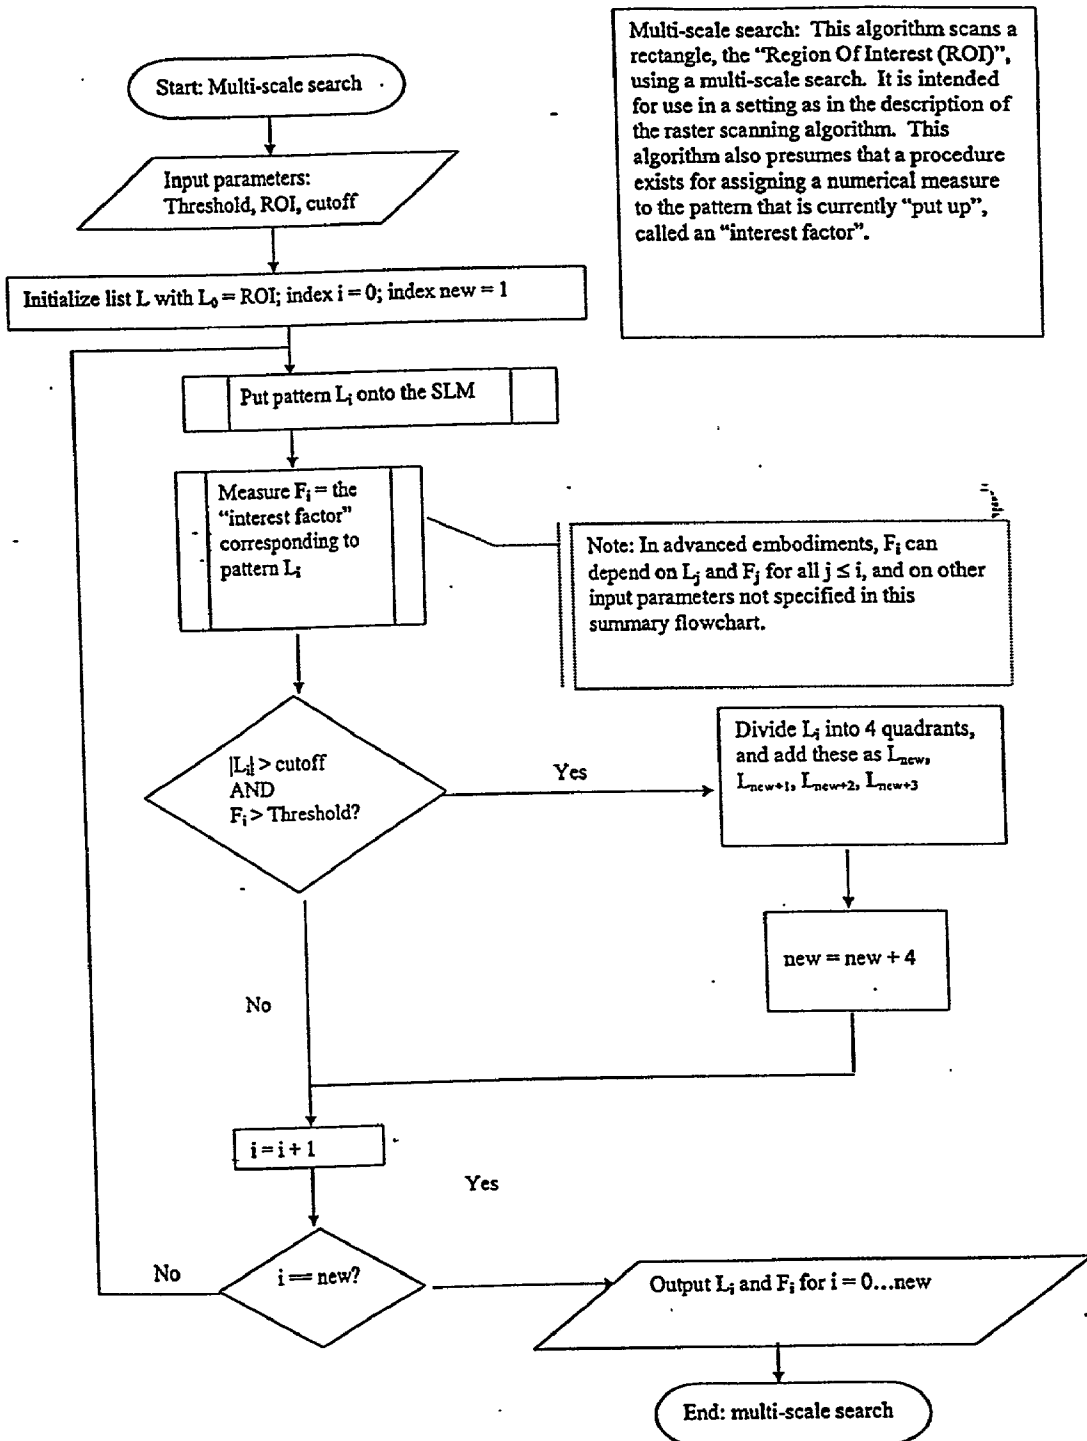 Multi-scale search: This algorithm scans a
rectangle, the “Region Of Interest (ROI)”,
using a multi-scale search. It is intended
for use in a setting as in the description of
the raster scanning algorithm. This
algorithm also presumes that a procedure
exists for assigning a numerical measure
to the pattern that is currently “put up”,
called an “interest factor”.
Start: Multi-scale search
Input parameters:
Threshold, ROI, cutoff
Initialize list L with L₀ = ROI; index i = 0; index new = 1
Put pattern Lᵢ onto the SLM
Measure Fᵢ = the
“interest factor”
corresponding to
pattern Lᵢ
Note: In advanced embodiments, Fᵢ can
depend on Lⱼ and Fⱼ for all j ≤ i, and on other
input parameters not specified in this
summary flowchart.
|Lᵢ| > cutoff
AND
Fᵢ > Threshold?
Yes
Divide Lᵢ into 4 quadrants,
and add these as Lnew,
Lnew+1, Lnew+2, Lnew+3
new = new + 4
No
i = i + 1
Yes
No
i == new?
Output Lᵢ and Fᵢ for i = 0...new
End: multi-scale search